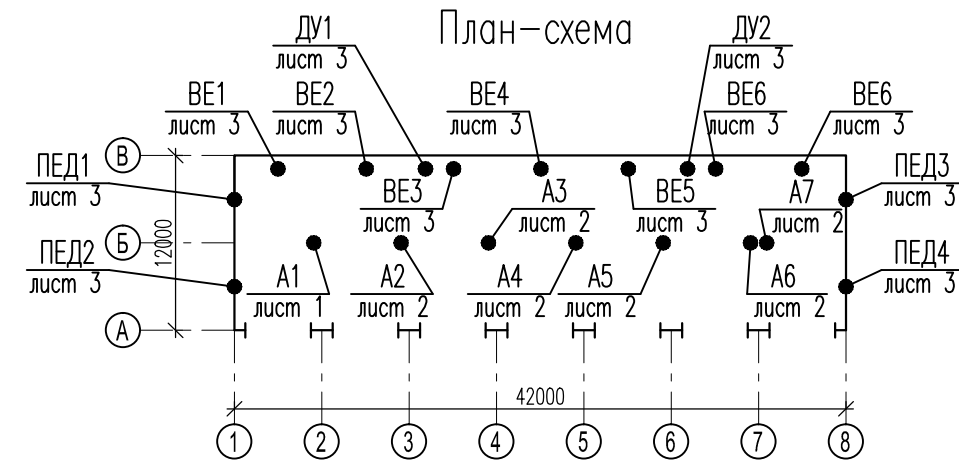 План-схема
ДУ1
лист 3
ДУ2
лист 3
ВЕ1
лист 3
ВЕ2
лист 3
ВЕ4
лист 3
ВЕ6
лист 3
ВЕ6
лист 3
В
ПЕД1
лист 3
ВЕ3
лист 3
А3
лист 2
ВЕ5
лист 3
А7
лист 2
ПЕД3
лист 3
Б
12000
ПЕД2
лист 3
А1
лист 1
А2
лист 2
А4
лист 2
А5
лист 2
А6
лист 2
ПЕД4
лист 3
А
42000
1
2
3
4
5
6
7
8